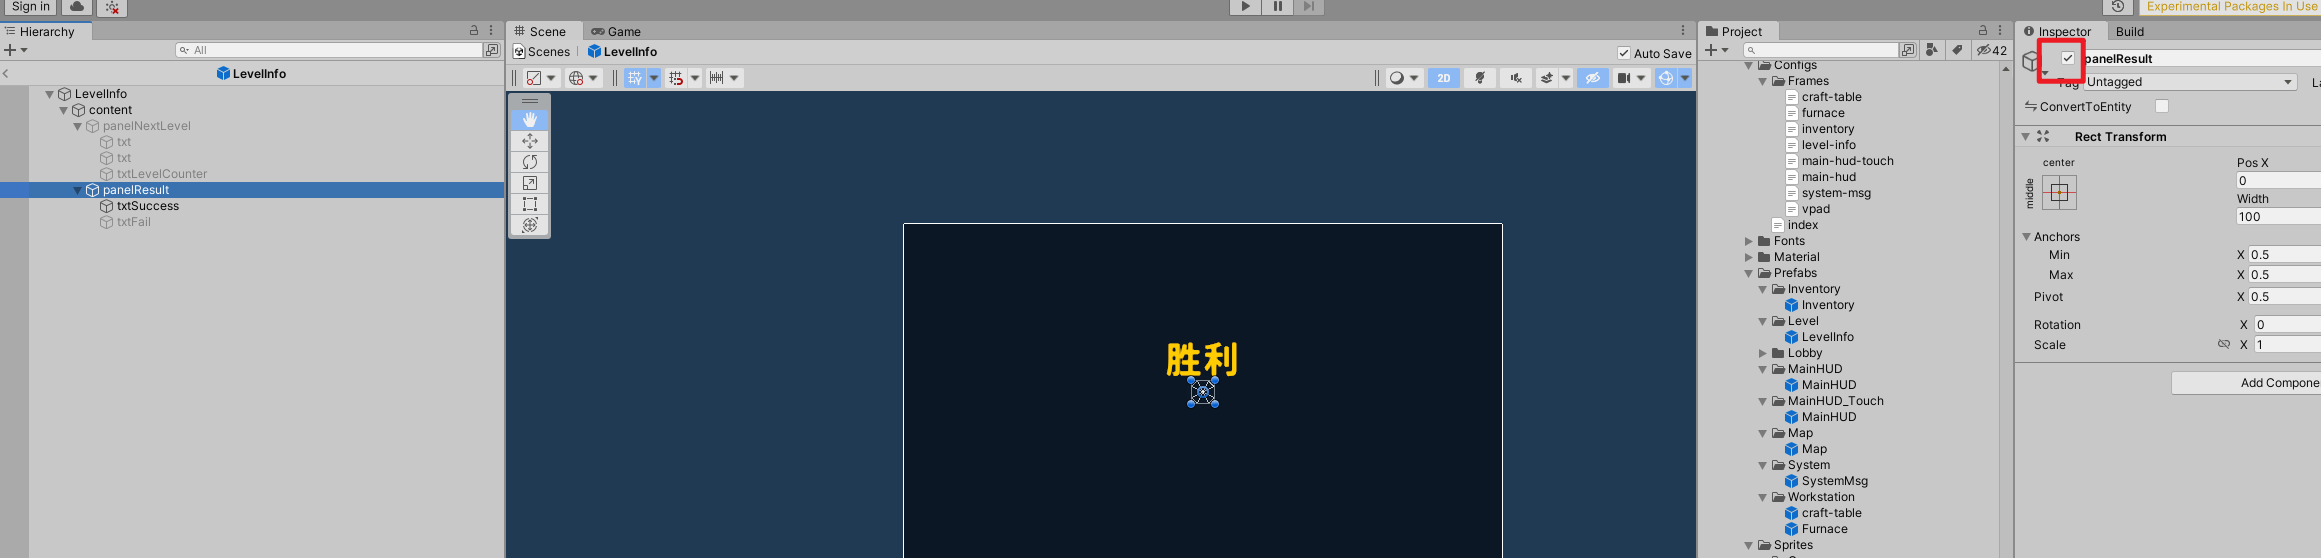 Sign in
Experimental Packages In Use
Hierarchy
All
LevelInfo
LevelInfo
content
panelNextLevel
txt
txt
txtLevelCounter
panelResult
txtSuccess
txtFail
Scene
Game
Scenes
LevelInfo
Auto Save
2D
胜利
Project
42
Configs
Frames
craft-table
furnace
inventory
level-info
main-hud-touch
main-hud
system-msg
vpad
index
Fonts
Material
Prefabs
Inventory
Inventory
Level
LevelInfo
Lobby
MainHUD
MainHUD
MainHUD_Touch
MainHUD
Map
Map
System
SystemMsg
Workstation
craft-table
Furnace
Sprites
Inspector
Build
panelResult
Tag Untagged
La
ConvertToEntity
Rect Transform
center
middle
Pos X
0
Width
100
Anchors
Min X 0.5
Max X 0.5
Pivot X 0.5
Rotation X 0
Scale X 1
Add Compone